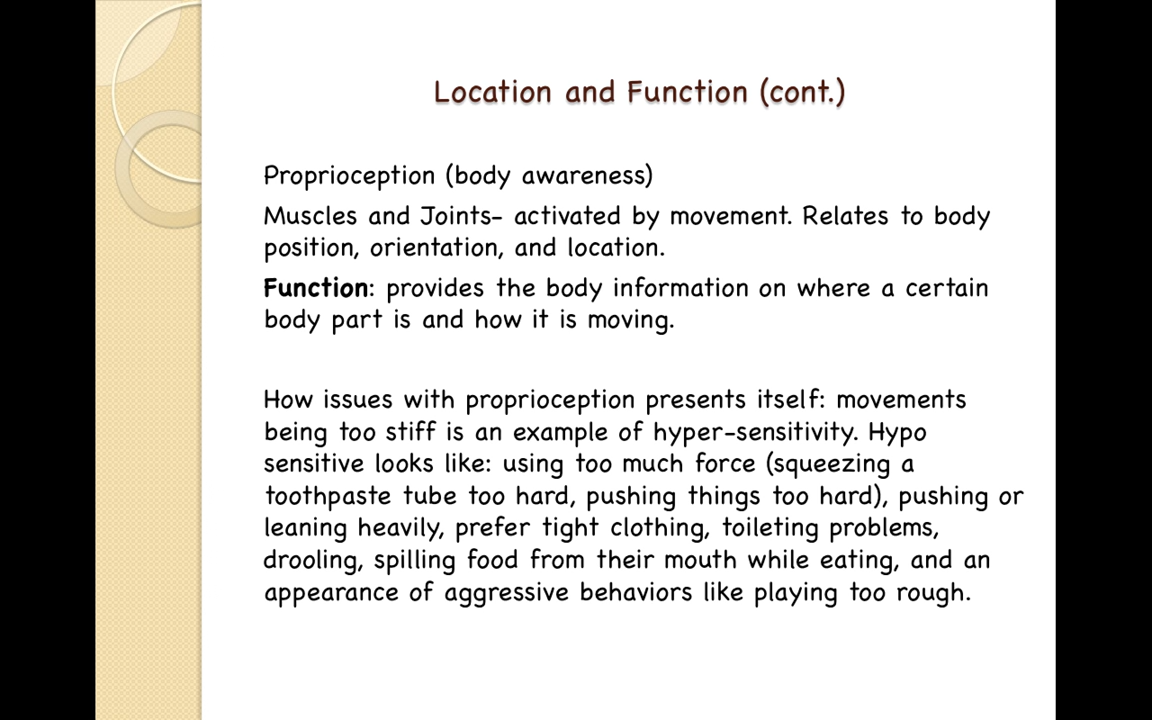 Location and Function (cont.)
Proprioception (body awareness)
Muscles and Joints- activated by movement. Relates to body
position, orientation, and location.
Function: provides the body information on where a certain
body part is and how it is moving.
How issues with proprioception presents itself: movements
being too stiff is an example of hyper-sensitivity. Hypo
sensitive looks like: using too much force (squeezing a
toothpaste tube too hard, pushing things too hard), pushing or
leaning heavily, prefer tight clothing, toileting problems,
drooling, spilling food from their mouth while eating, and an
appearance of aggressive behaviors like playing too rough.